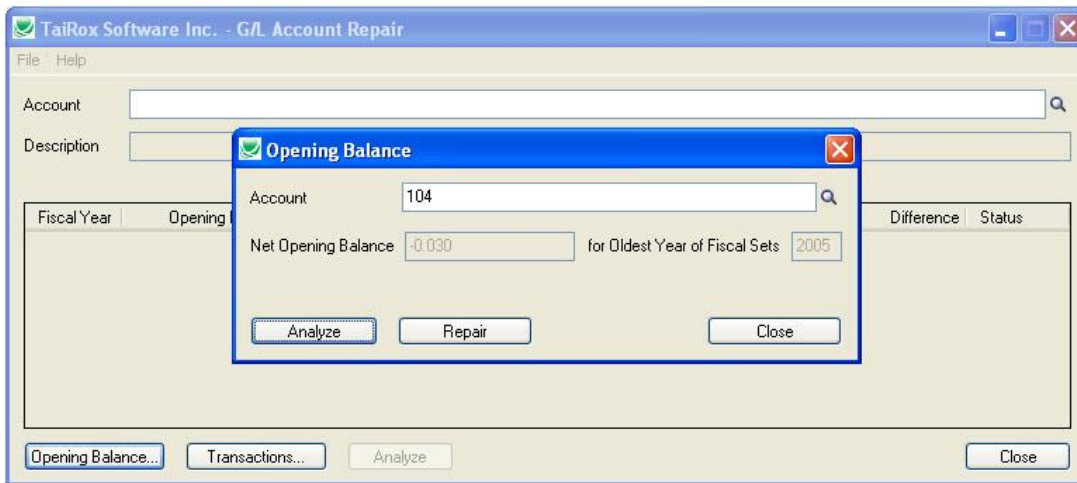 TaiRox Software Inc. - G/L Account Repair
File Help
Account
Description
Opening Balance
Account 104
Net Opening Balance -0.030 for Oldest Year of Fiscal Sets 2005
Analyze Repair Close
Fiscal Year Opening Difference Status
Opening Balance... Transactions... Analyze Close